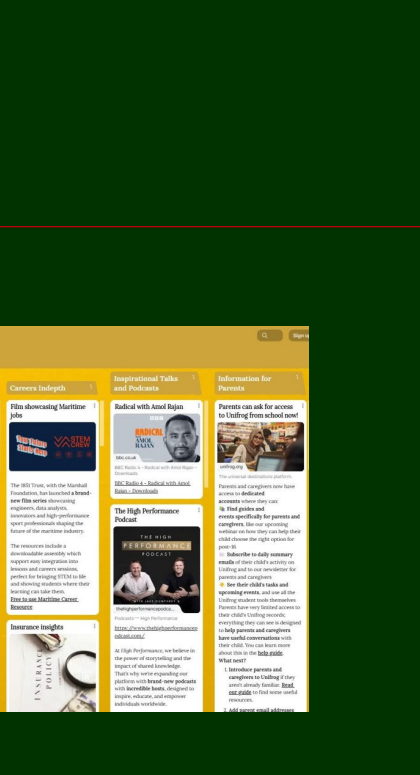 Sign u
Careers Indepth
Film showcasing Maritime
jobs
STEM
CREW
The 1851 Trust, with the Marshall
Foundation, has launched a brand-
new film series showcasing
engineers, data analysts,
innovators and high-performance
sport professionals shaping the
future of the maritime industry.
The resources include a
downloadable assembly which
support easy integration into
lessons and careers sessions,
perfect for bringing STEM to life
and showing students where their
learning can take them.
Free to use Maritime Career
Resource
Insurance insights
INSURANCE
POLICY
Inspirational Talks
and Podcasts
Radical with Amol Rajan
RADICAL
WITH
AMOL
RAJAN
bbc.co.uk
BBC Radio 4 - Radical with Amol Rajan -
Downloads
BBC Radio 4 - Radical with Amol
Rajan - Downloads
The High Performance
Podcast
THE HIGH
PERFORMANCE
PODCAST
thehighperformancepodca...
Podcasts — High Performance
https://www.thehighperformancep
odcast.com/
At High Performance, we believe in
the power of storytelling and the
impact of shared knowledge.
That's why we're expanding our
platform with brand-new podcasts
with incredible hosts, designed to
inspire, educate, and empower
individuals worldwide.
Information for
Parents
Parents can ask for access
to Unifrog from school now!
unifrog.org
The universal destinations platform.
Parents and caregivers now have
access to dedicated
accounts where they can:
Find guides and
events specifically for parents and
caregivers, like our upcoming
webinar on how they can help their
child choose the right option for
post-18
Subscribe to daily summary
emails of their child's activity on
Unifrog and to our newsletter for
parents and caregivers.
See their child's tasks and
upcoming events, and use all the
Unifrog student tools themselves
Parents have very limited access to
their child's Unifrog records;
everything they can see is designed
to help parents and caregivers
have useful conversations with
their child. You can learn more
about this in the help guide.
What next?
1. Introduce parents and
caregivers to Unifrog if they
aren't already familiar. Read
out guide to find some useful
resources.
2. Add parent email addresses